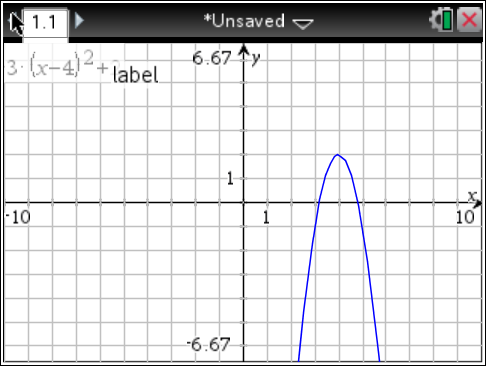 1.1 *Unsaved
6.67 y
3·(x-4)²+
label
1
x
-10 1 10
-6.67